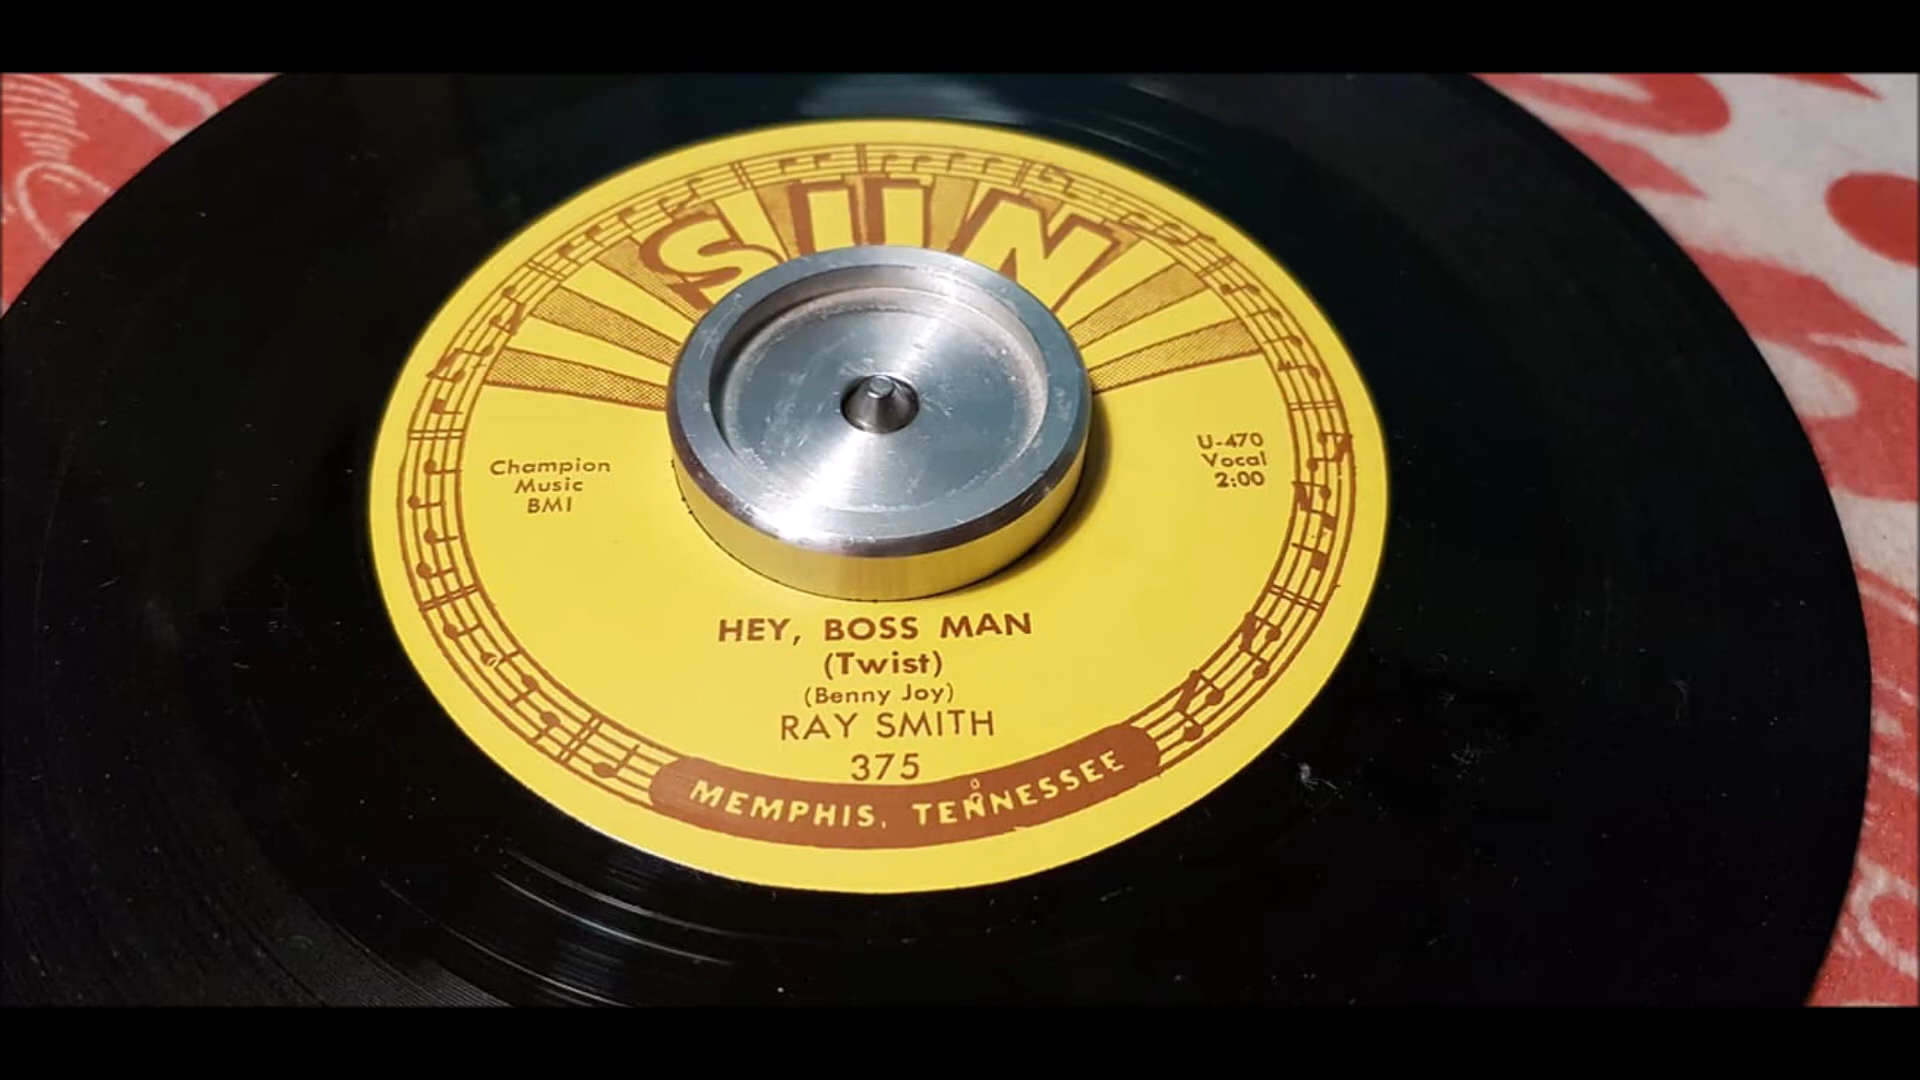 SUN
Champion
Music
BMI
U-470
Vocal
2:00
HEY, BOSS MAN
(Twist)
(Benny Joy)
RAY SMITH
375
MEMPHIS, TENNESSEE